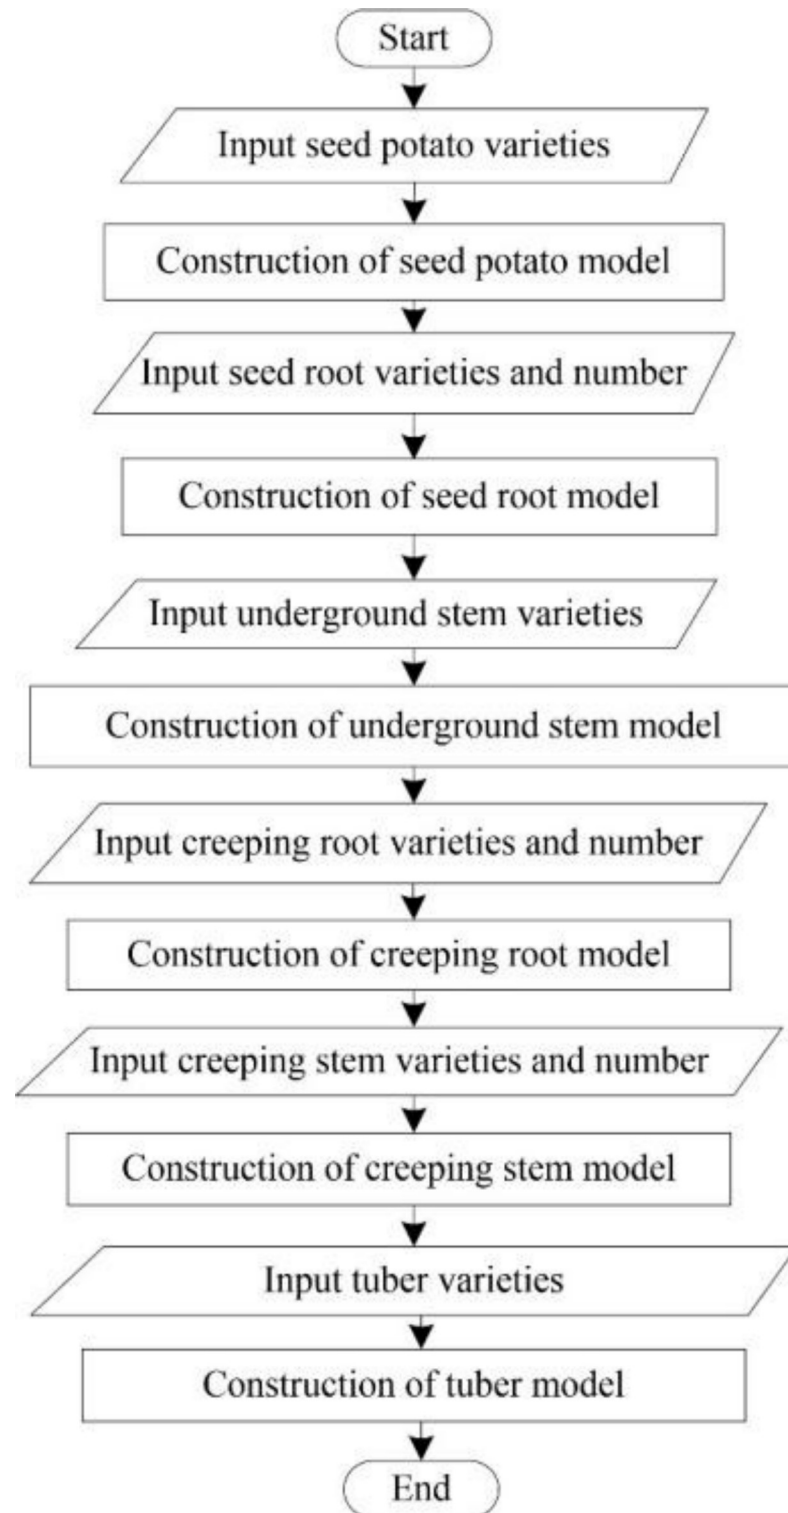 Start
Input seed potato varieties
Construction of seed potato model
Input seed root varieties and number
Construction of seed root model
Input underground stem varieties
Construction of underground stem model
Input creeping root varieties and number
Construction of creeping root model
Input creeping stem varieties and number
Construction of creeping stem model
Input tuber varieties
Construction of tuber model
End